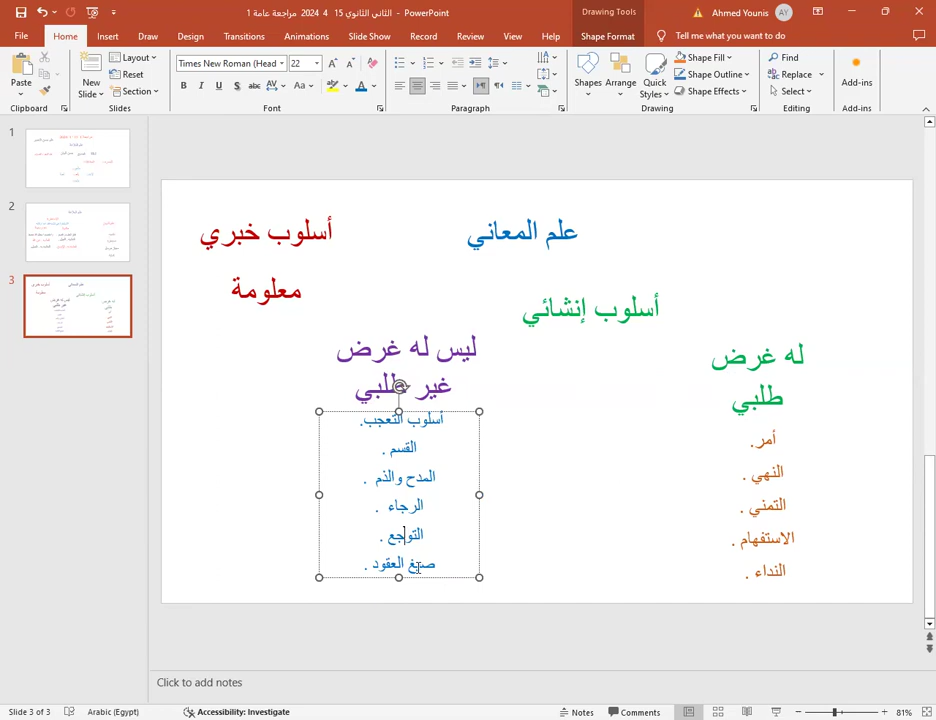 الثاني الثانوي 15 4 2024 مراجعة عامة 1 - PowerPoint
Drawing Tools
Ahmed Younis AY
File Home Insert Draw Design Transitions Animations Slide Show Record Review View Help Shape Format Tell me what you want to do
Paste
New Slide
Layout
Reset
Section
Times New Roman (Head 22
Shapes Arrange Quick Styles
Shape Fill
Shape Outline
Shape Effects
Find
Replace
Select
Add-ins
Clipboard Slides Font Paragraph Drawing Editing Add-ins
1
2
3
علم المعاني
أسلوب خبري
معلومة
أسلوب إنشائي
له غرض
طلبي
أمر.
النهي .
التمني .
الاستفهام .
النداء .
ليس له غرض
غير طلبي
أسلوب التعجب.
القسم .
المدح والذم .
الرجاء .
التوجع .
صيغ العقود .
Click to add notes
Slide 3 of 3 Arabic (Egypt) Accessibility: Investigate Notes Comments 81%